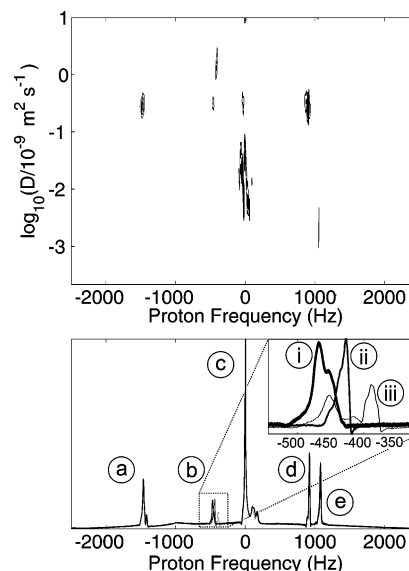 1
0
-1
-2
-3
log10(D/10-9 m2 s-1)
-2000 -1000 0 1000 2000
Proton Frequency (Hz)
c
i
ii
iii
-500 -450 -400 -350
a
b
d
e
-2000 -1000 0 1000 2000
Proton Frequency (Hz)